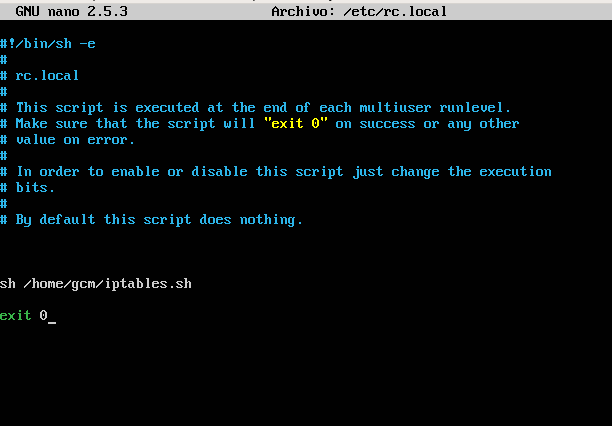 GNU nano 2.5.3 Archivo: /etc/rc.local
#!/bin/sh -e
#
# rc.local
#
# This script is executed at the end of each multiuser runlevel.
# Make sure that the script will "exit 0" on success or any other
# value on error.
#
# In order to enable or disable this script just change the execution
# bits.
#
# By default this script does nothing.
sh /home/gcm/iptables.sh
exit 0